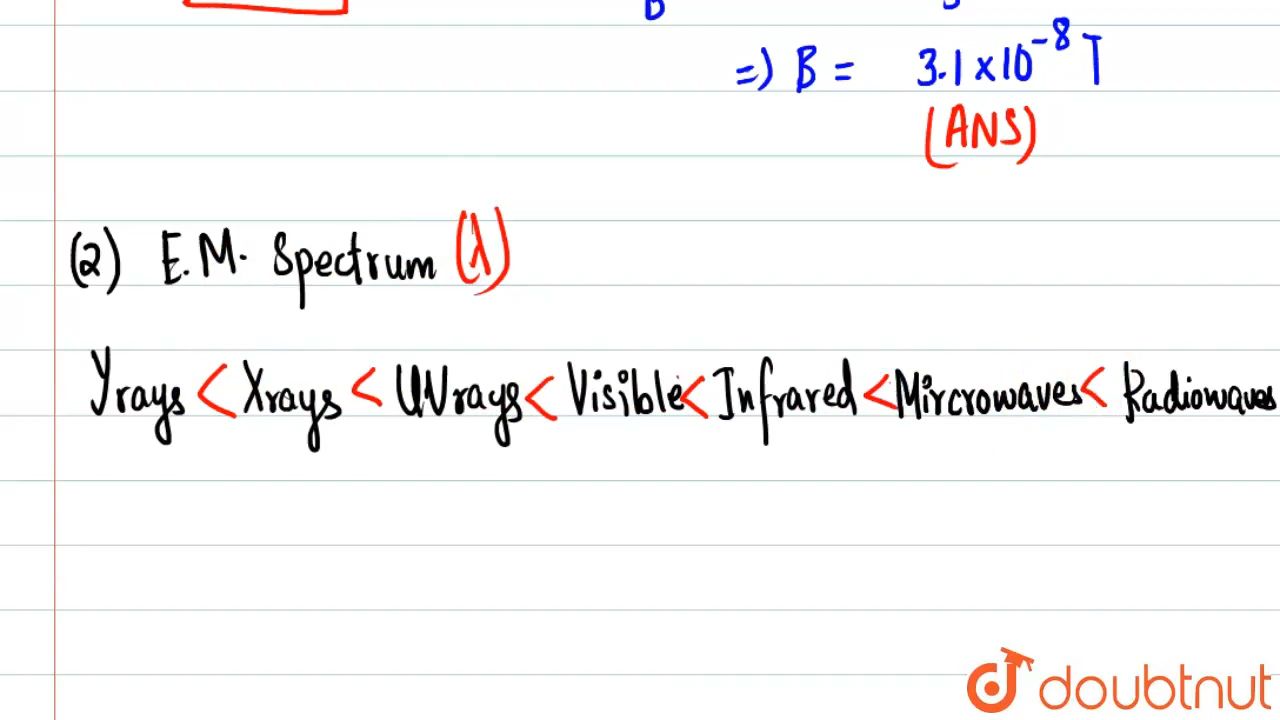 =) B = 3.1×10⁻⁸ T
(ANS)
(2) E.M. Spectrum (λ)
γrays < Xrays < UVrays < Visible < Infrared < Mircrowaves < Radiowaves
doubtnut